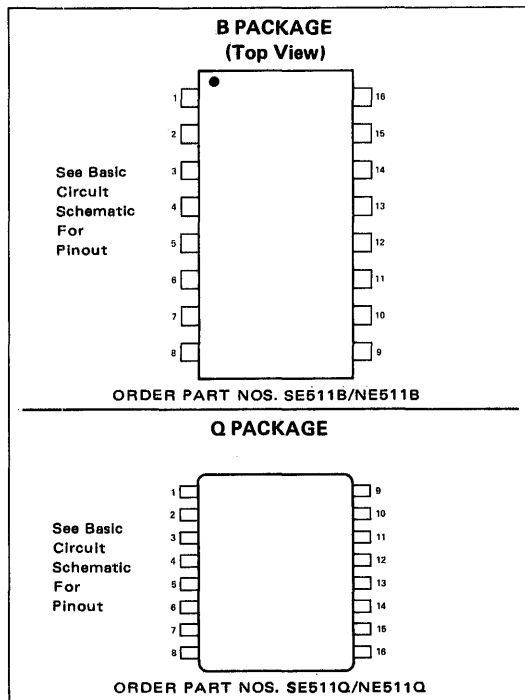 B PACKAGE
(Top View)
1 16
2 15
3 14
4 13
5 12
6 11
7 10
8 9
See Basic
Circuit
Schematic
For
Pinout
ORDER PART NOS. SE511B/NE511B
Q PACKAGE
1 9
2 10
3 11
4 12
5 13
6 14
7 15
8 16
See Basic
Circuit
Schematic
For
Pinout
ORDER PART NOS. SE511Q/NE511Q